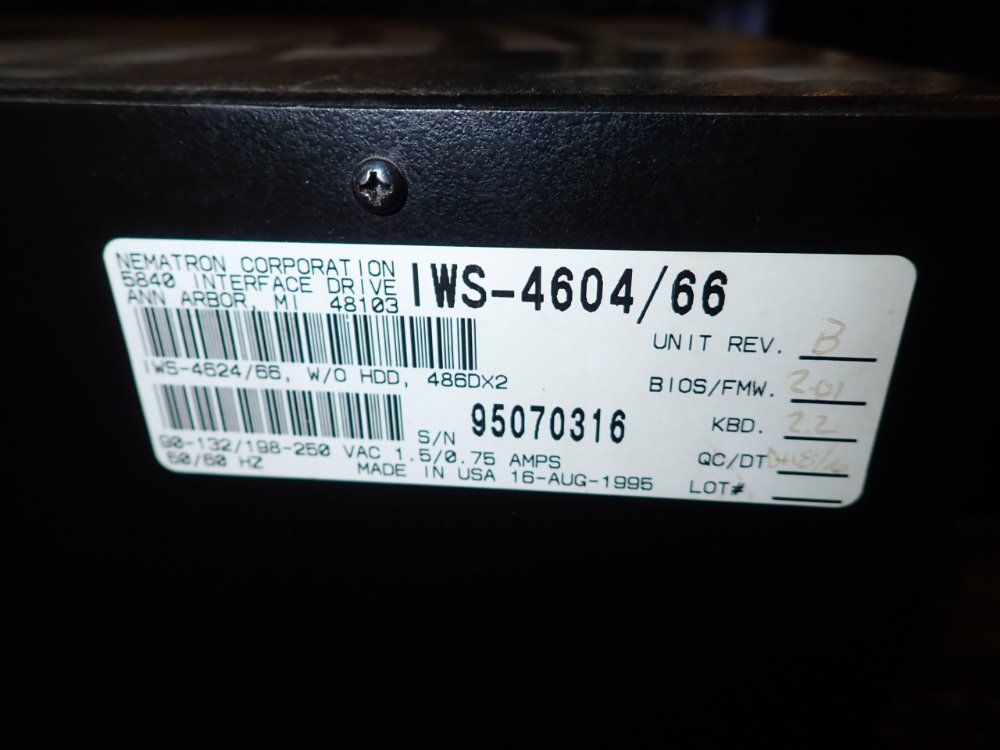 NEMATRON CORPORATION
5840 INTERFACE DRIVE
ANN ARBOR, MI 48103
IWS-4604/66
UNIT REV. B
IWS-4624/66, W/O HDD, 486DX2
BIOS/FMW. 2.01
S/N 95070316
KBD. 2.2
90-132/198-250 VAC 1.5/0.75 AMPS
50/60 HZ
MADE IN USA 16-AUG-1995
QC/DT
LOT#